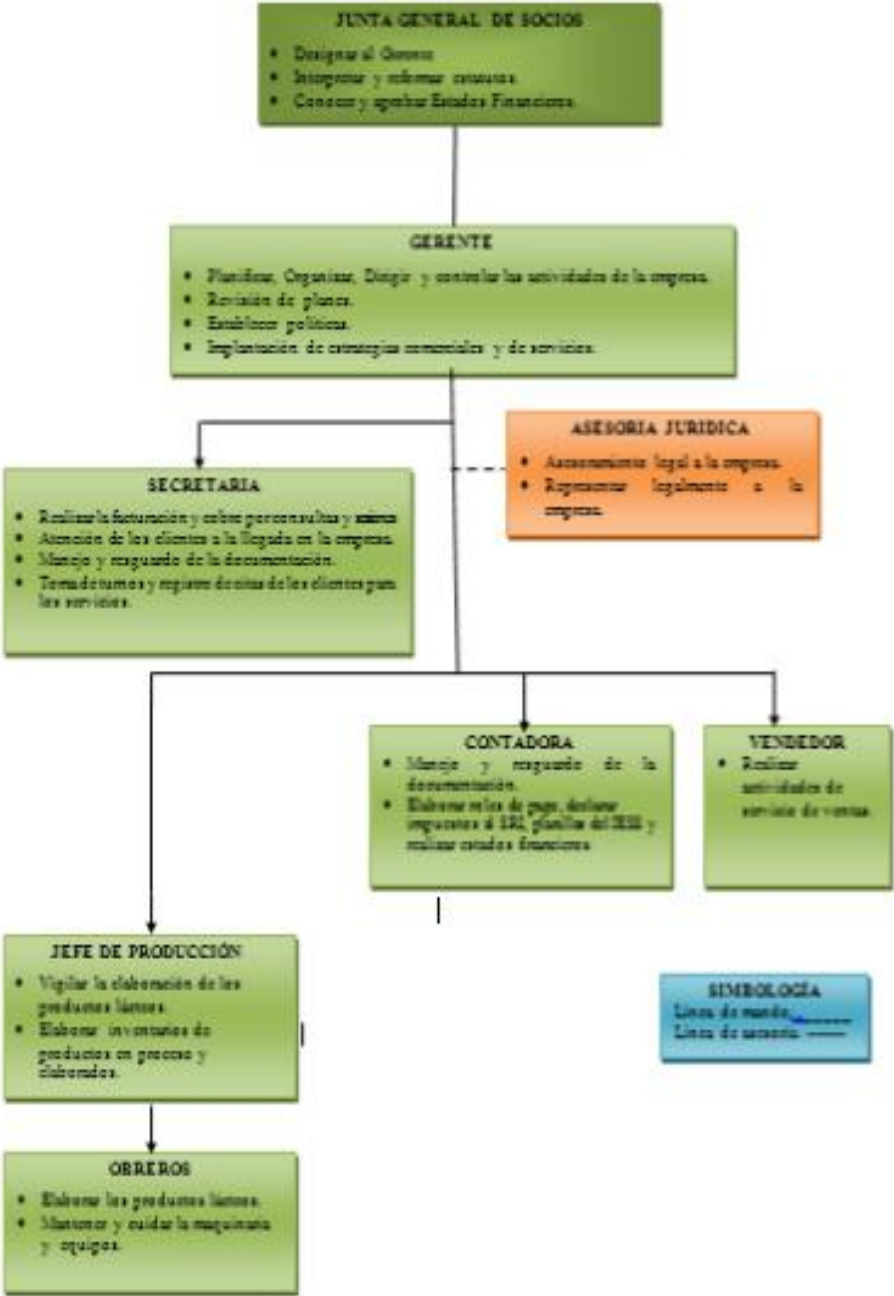 JUNTA GENERAL DE SOCIOS
• Designar al Gerente
• Interpretar y reformar estatutos.
• Conocer y aprobar Estados Financieros.
GERENTE
• Planificar, Organizar, Dirigir y controlar las actividades de la empresa.
• Revisión de planes.
• Establecer políticas.
• Implantación de estrategias comerciales y de servicios.
ASESORIA JURIDICA
• Asesoramiento legal a la empresa.
• Representar legalmente a la
empresa.
SECRETARIA
• Realizar la facturación y cobro por consultas y
• Atención de los clientes a la llegada en la empresa.
• Manejo y resguardo de la documentación.
• Toma de turnos y registro de citas de los clientes para
los servicios.
CONTADORA
• Manejo y resguardo de la
documentación.
• Elaborar roles de pago, declarar
impuestos al SRI, planillas del IESS y
realizar estados financieros
VENDEDOR
• Realizar
actividades de
servicio de ventas.
JEFE DE PRODUCCIÓN
• Vigilar la elaboración de los
productos lácteos.
• Elaborar inventarios de
productos en proceso y
elaborados.
SIMBOLOGÍA
Línea de mando.
Línea de asesoría.
OBREROS
• Elaborar los productos lácteos.
• Mantener y cuidar la maquinaria
y equipos.